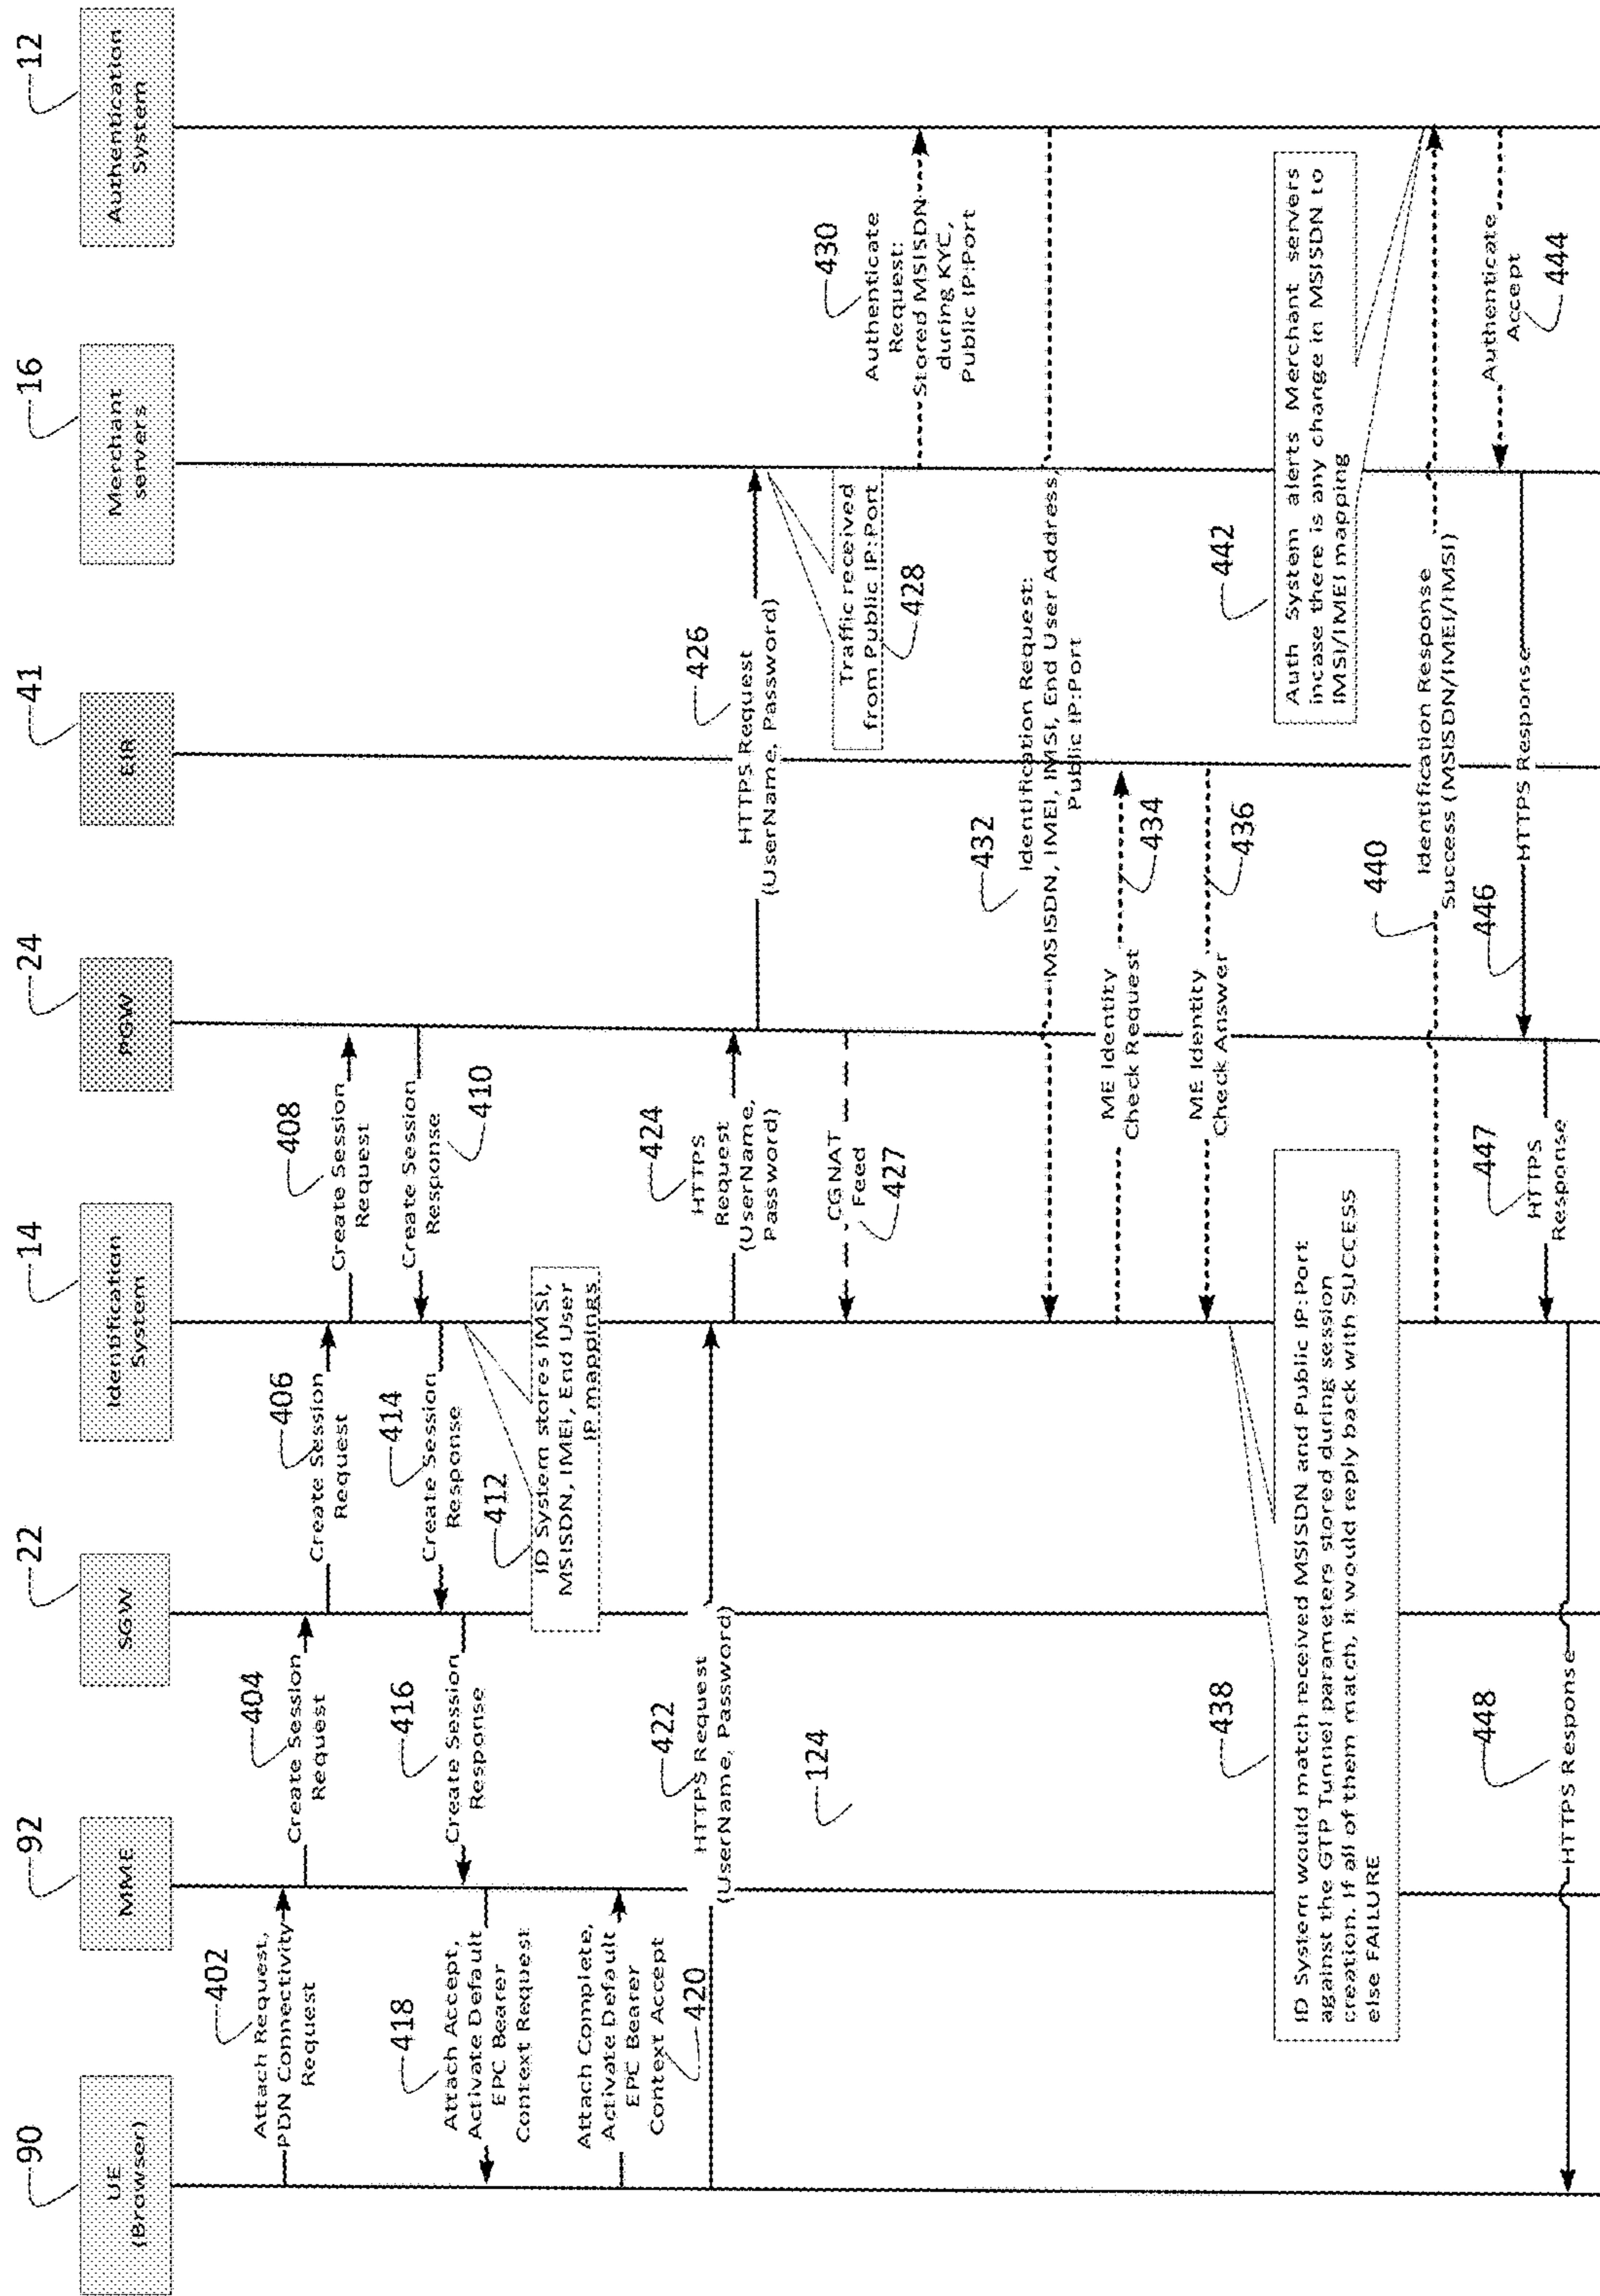 90
UE
(Browser)
92
MME
22
SGW
14
Identification
System
24
PGW
41
EIR
16
Merchant
servers
12
Authentication
System
402
Attach Request,
PDN Connectivity
Request
404
Create Session
Request
406
Create Session
Request
408
Create Session
Request
410
Create Session
Response
412
ID System stores IMSI,
MSISDN, IMEI, End User
IP mappings
414
Create Session
Response
416
Create Session
Response
418
Attach Accept,
Activate Default
EPC Bearer
Context Request
Attach Complete,
Activate Default
EPC Bearer
Context Accept
420
422
HTTPS Request
(UserName, Password)
424
HTTPS
Request
(UserName,
Password)
426
HTTPS Request
(UserName, Password)
CGNAT
Feed
427
Traffic received
from Public IP:Port
428
124
430
Authenticate
Request:
Stored MSISDN
during KYC,
Public IP:Port
432
Identification Request:
MSISDN, IMEI, IMSI, End User Address,
Public IP:Port
ME Identity
Check Request
434
ME Identity
Check Answer
436
438
ID System would match received MSISDN and Public IP:Port
against the GTP Tunnel parameters stored during session
creation. If all of them match, it would reply back with SUCCESS
else FAILURE
442
Auth System alerts Merchant servers
incase there is any change in MSISDN to
IMSI/IMEI mapping
440
Identification Response
Success (MSISDN/IMEI/IMSI)
Authenticate
Accept
444
446
HTTPS Response
447
HTTPS
Response
448
HTTPS Response